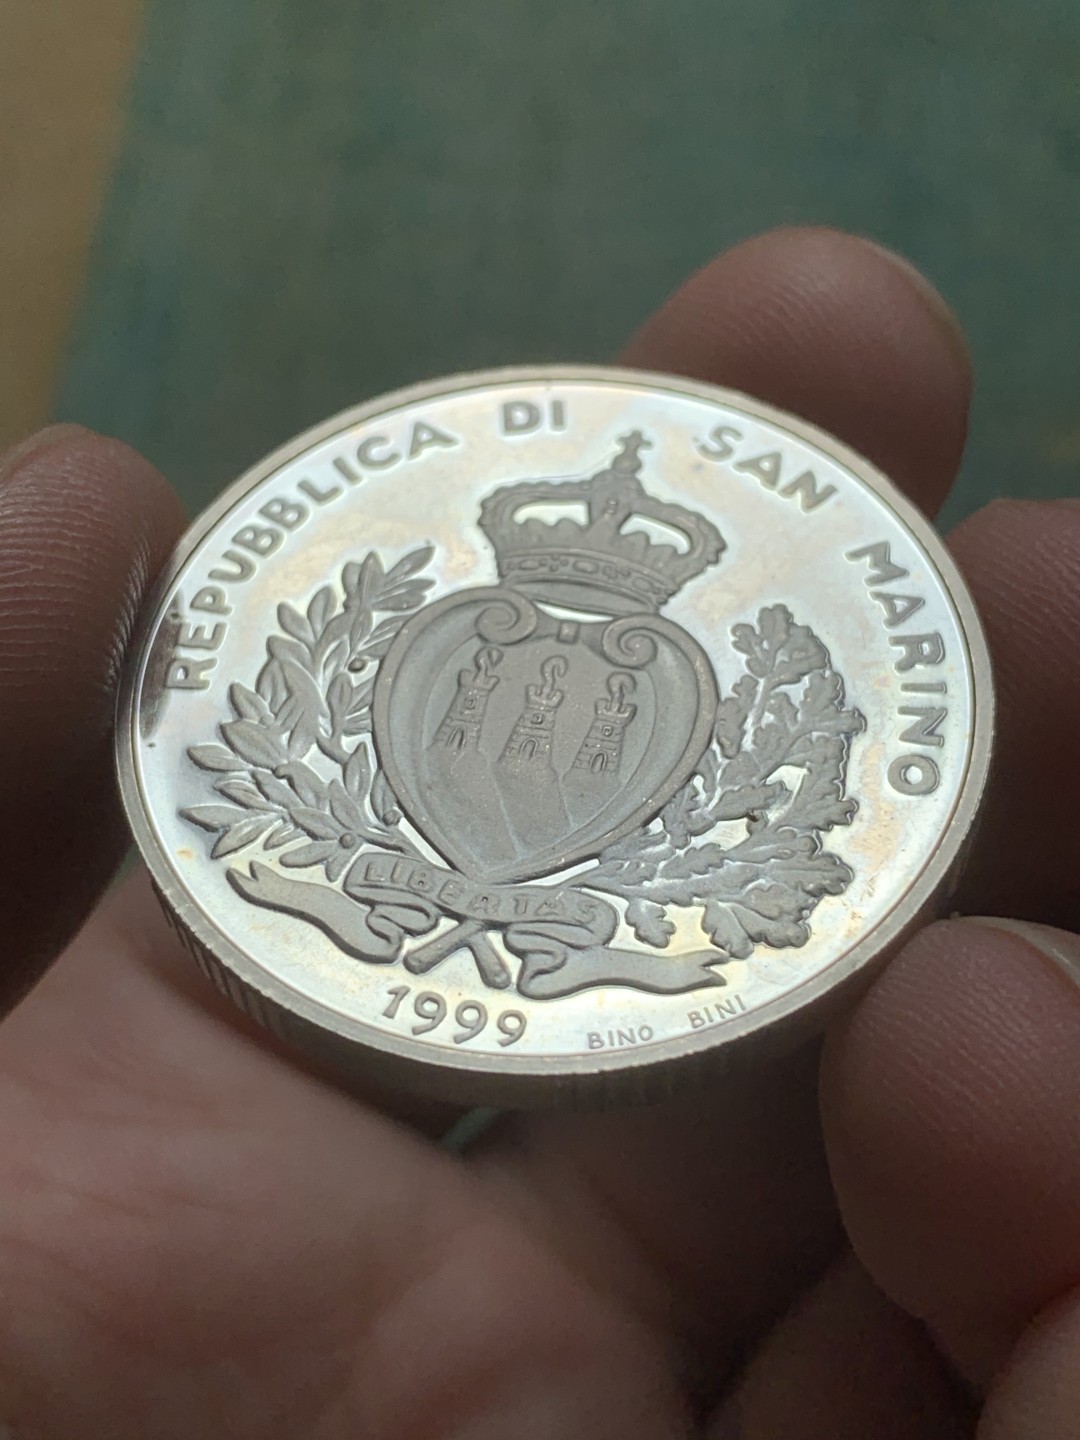 REPUBBLICA DI SAN MARINO
LIBERTAS
1999
BINO BINI